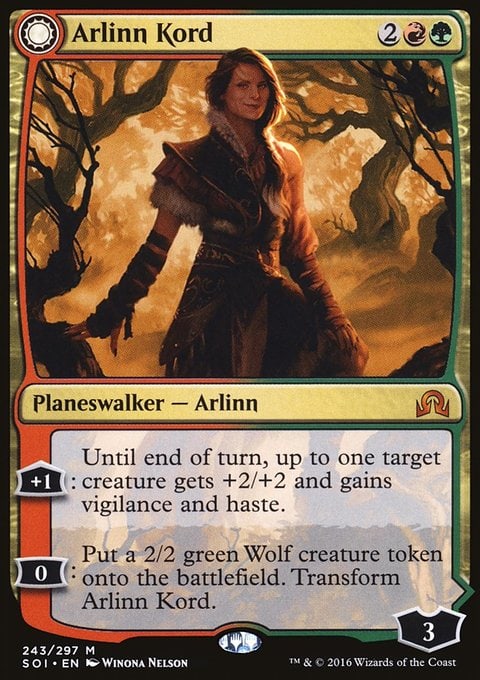 Arlinn Kord 2
Planeswalker — Arlinn
+1: Until end of turn, up to one target
creature gets +2/+2 and gains
vigilance and haste.
0: Put a 2/2 green Wolf creature token
onto the battlefield. Transform
Arlinn Kord.
3
243/297 M
SOI • EN Winona Nelson
™ & © 2016 Wizards of the Coast